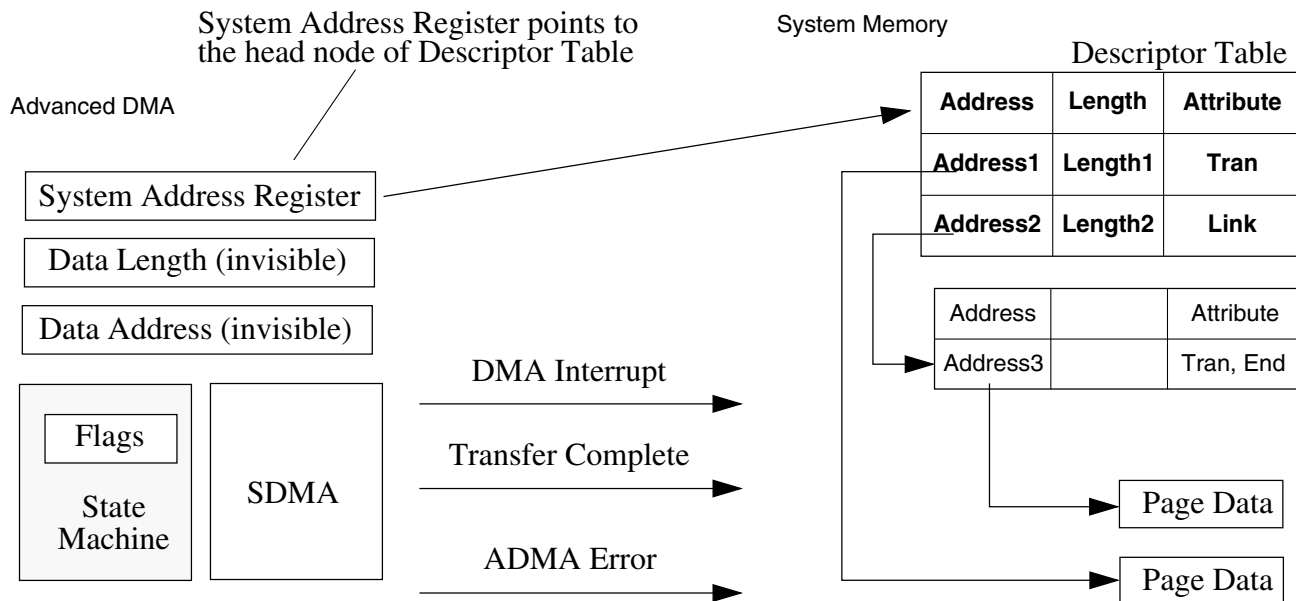 System Address Register points to
the head node of Descriptor Table
System Memory
Descriptor Table
Advanced DMA
Address Length Attribute
Address1 Length1 Tran
Address2 Length2 Link
System Address Register
Data Length (invisible)
Data Address (invisible)
Address Attribute
Address3 Tran, End
Flags
State
Machine
SDMA
DMA Interrupt
Transfer Complete
ADMA Error
Page Data
Page Data